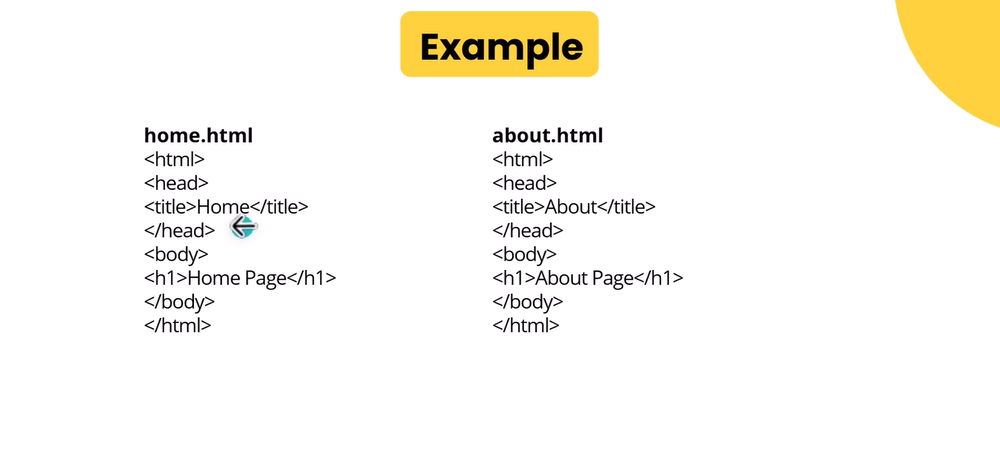 Example
home.html
<html>
<head>
<title>Home</title>
</head>
<body>
<h1>Home Page</h1>
</body>
</html>
about.html
<html>
<head>
<title>About</title>
</head>
<body>
<h1>About Page</h1>
</body>
</html>